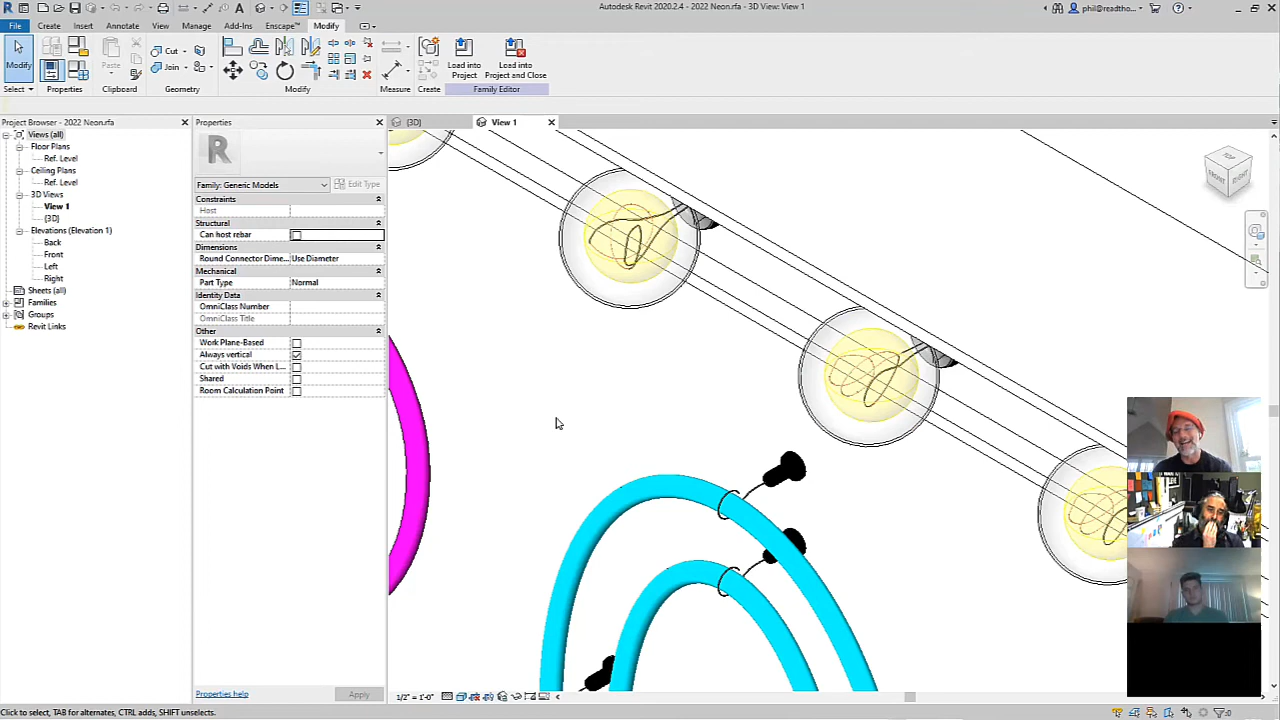 Autodesk Revit 2020.2.4 - 3D View: View 1
phil@readtho...
File
Create
Insert
Annotate
View
Manage
Add-Ins
Enscape™
Modify
Modify
Paste
Cut
Join
Load into
Project
Load into
Project and Close
Select
Properties
Clipboard
Geometry
Modify
Measure
Create
Family Editor
Project Browser - 2022 Neon.rfa
Views (all)
Floor Plans
Ref. Level
Ceiling Plans
Ref. Level
3D Views
View 1
{3D}
Elevations (Elevation 1)
Back
Front
Left
Right
Sheets (all)
Families
Groups
Revit Links
Properties
Family: Generic Models
Edit Type
Constraints
Host
Structural
Can host rebar
Dimensions
Round Connector Dime... Use Diameter
Mechanical
Part Type Normal
Identity Data
OmniClass Number
OmniClass Title
Other
Work Plane-Based
Always vertical
Cut with Voids When L...
Shared
Room Calculation Point
Properties help
Apply
{3D}
View 1
FRONT
RIGHT
1/2" = 1'-0"
Click to select, TAB for alternates, CTRL adds, SHIFT unselects.
:0